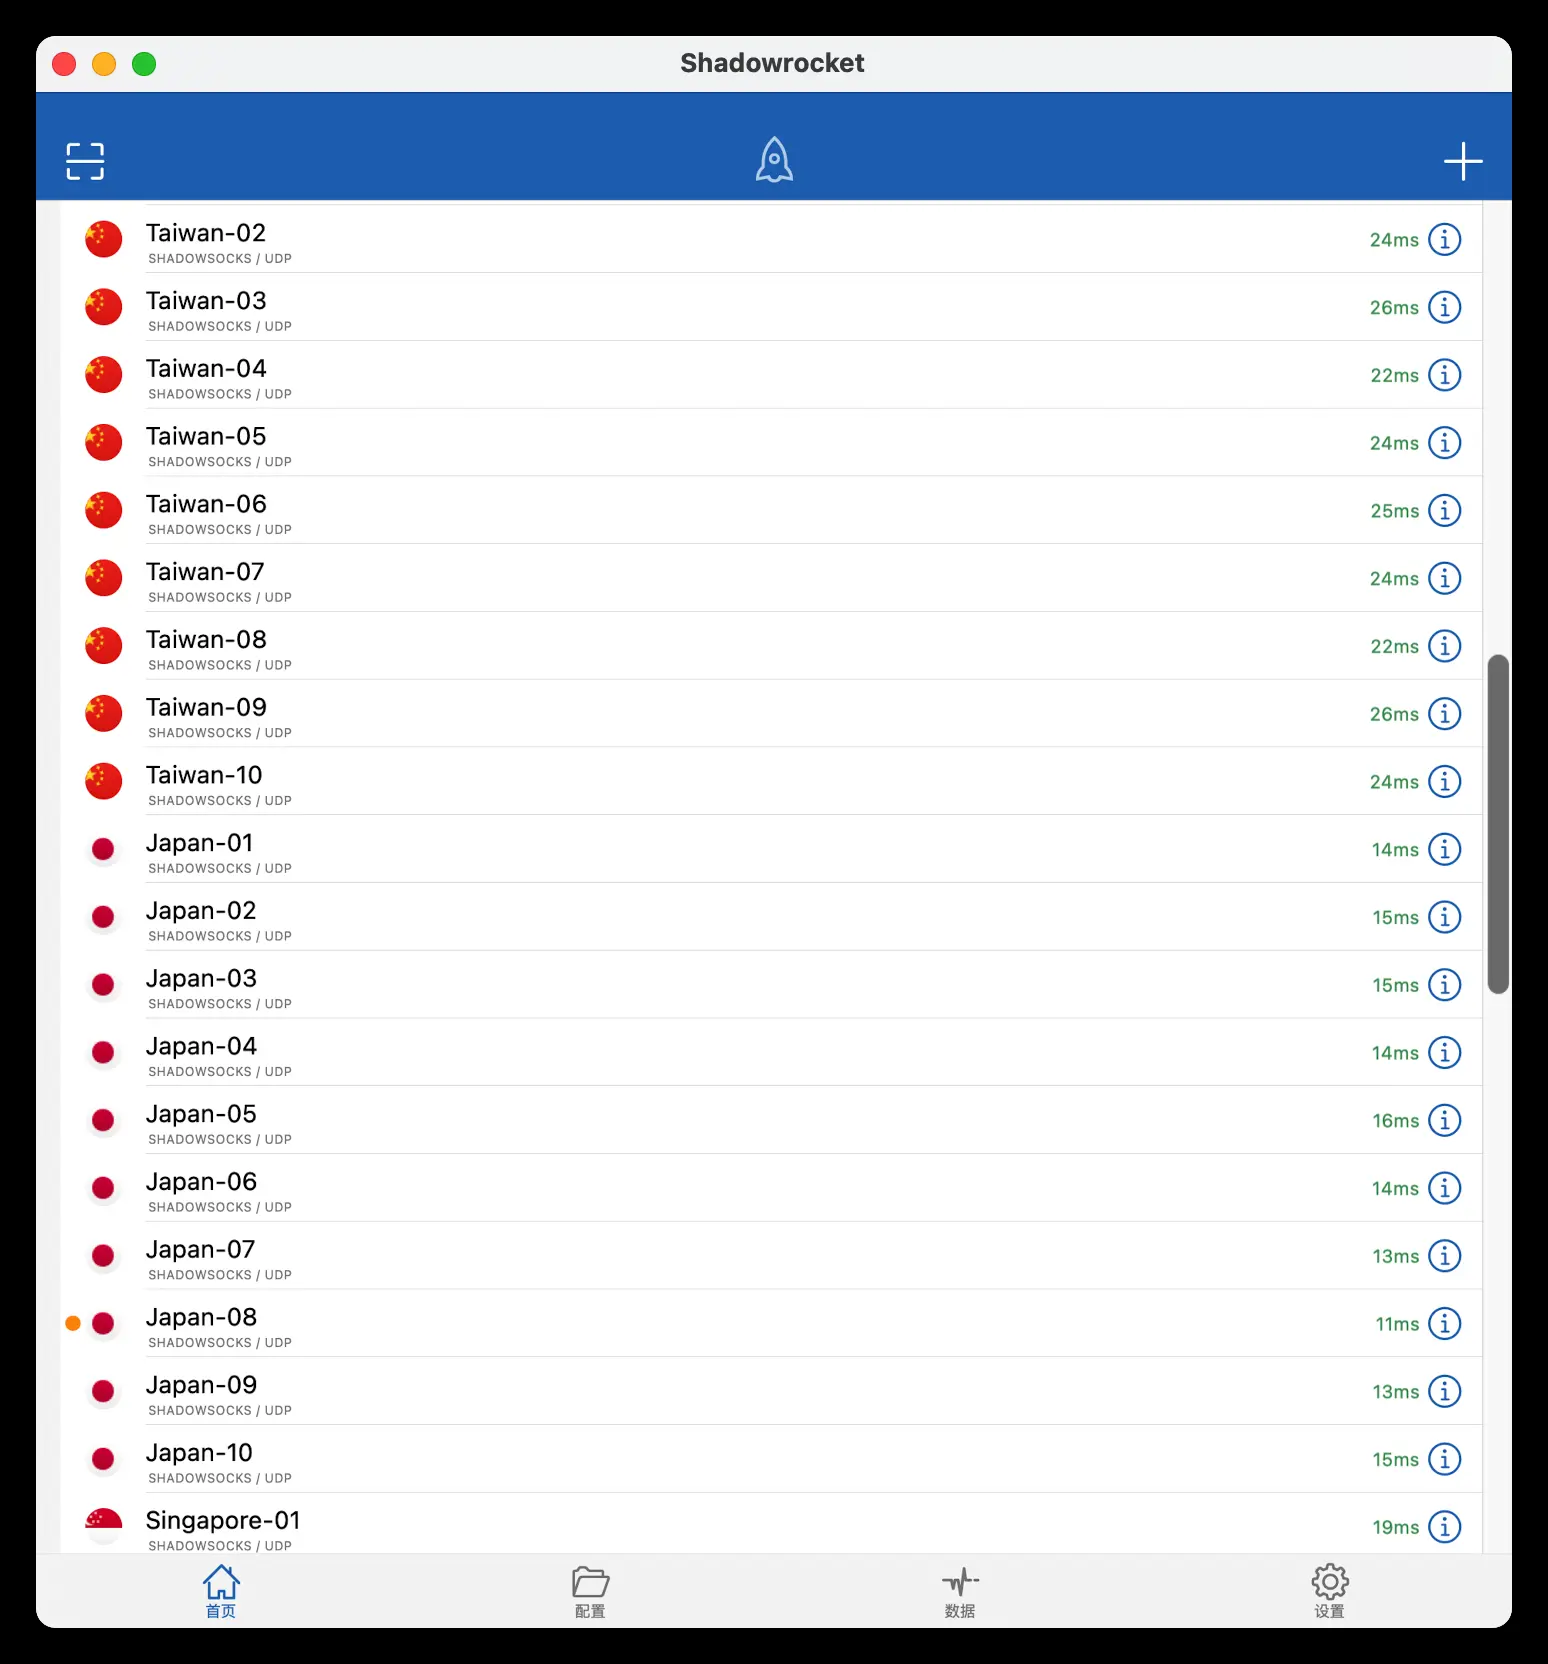 Shadowrocket
Taiwan-02
SHADOWSOCKS / UDP
24ms
Taiwan-03
SHADOWSOCKS / UDP
26ms
Taiwan-04
SHADOWSOCKS / UDP
22ms
Taiwan-05
SHADOWSOCKS / UDP
24ms
Taiwan-06
SHADOWSOCKS / UDP
25ms
Taiwan-07
SHADOWSOCKS / UDP
24ms
Taiwan-08
SHADOWSOCKS / UDP
22ms
Taiwan-09
SHADOWSOCKS / UDP
26ms
Taiwan-10
SHADOWSOCKS / UDP
24ms
Japan-01
SHADOWSOCKS / UDP
14ms
Japan-02
SHADOWSOCKS / UDP
15ms
Japan-03
SHADOWSOCKS / UDP
15ms
Japan-04
SHADOWSOCKS / UDP
14ms
Japan-05
SHADOWSOCKS / UDP
16ms
Japan-06
SHADOWSOCKS / UDP
14ms
Japan-07
SHADOWSOCKS / UDP
13ms
Japan-08
SHADOWSOCKS / UDP
11ms
Japan-09
SHADOWSOCKS / UDP
13ms
Japan-10
SHADOWSOCKS / UDP
15ms
Singapore-01
SHADOWSOCKS / UDP
19ms
首页
配置
数据
设置